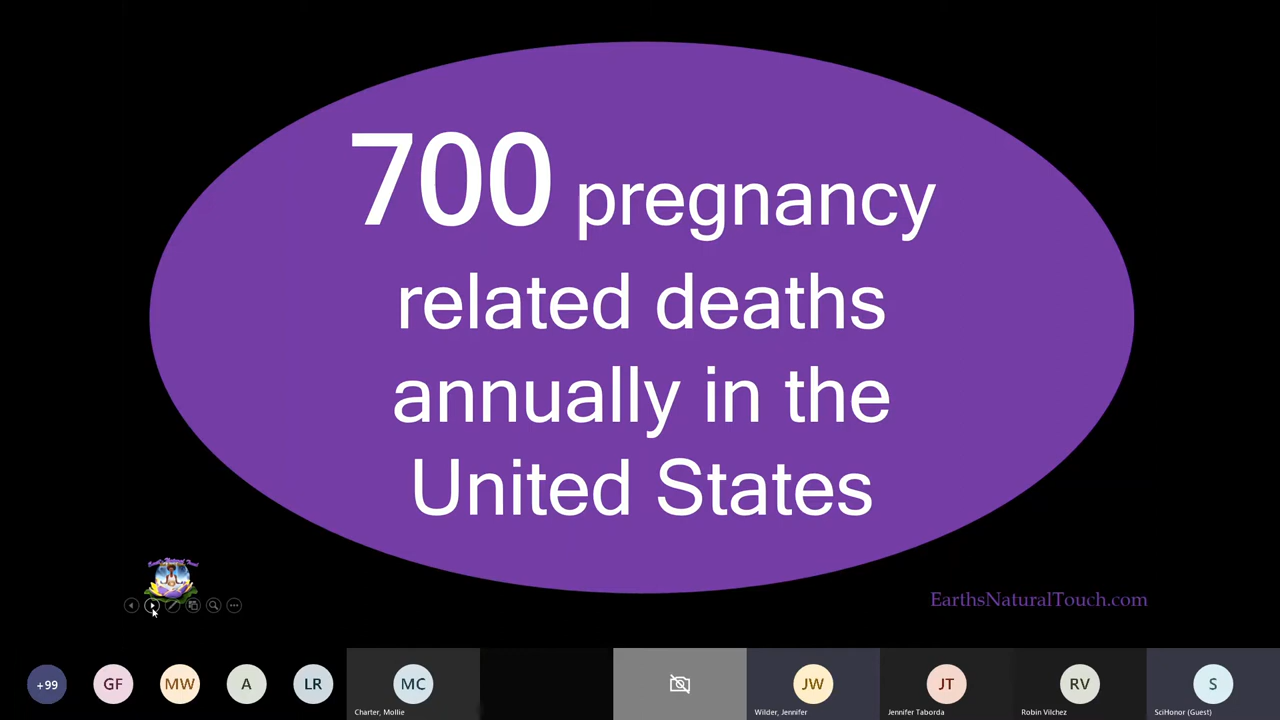 700 pregnancy
related deaths
annually in the
United States
EarthsNaturalTouch.com
+99
GF
MW
A
LR
MC
JW
JT
RV
S
Charter, Mollie
Wilder, Jennifer
Jennifer Taborda
Robin Vilchez
SciHonor (Guest)